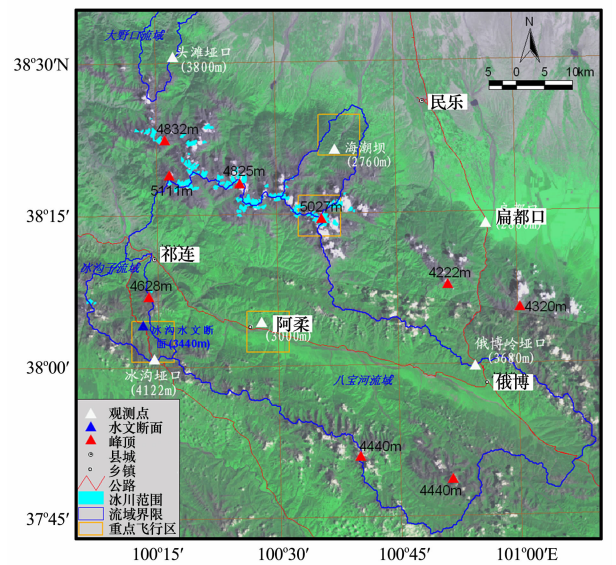 大野口流域
头滩垭口
(3800m)
N
5 0 5 10km
38°30′N
民乐
4832m
海潮坝
(2760m)
5111m
4825m
5027m
38°15′
扁都口
祁连
冰沟子流域
4628m
4222m
4320m
冰沟水文断
面(3440m)
阿柔
(3000m)
俄博岭垭口
(3680m)
38°00′
冰沟垭口
(4122m)
八宝河流域
俄博
观测点
水文断面
峰顶
县城
乡镇
公路
冰川范围
流域界限
重点飞行区
4440m
4440m
37°45′
100°15′ 100°30′ 100°45′ 101°00′E